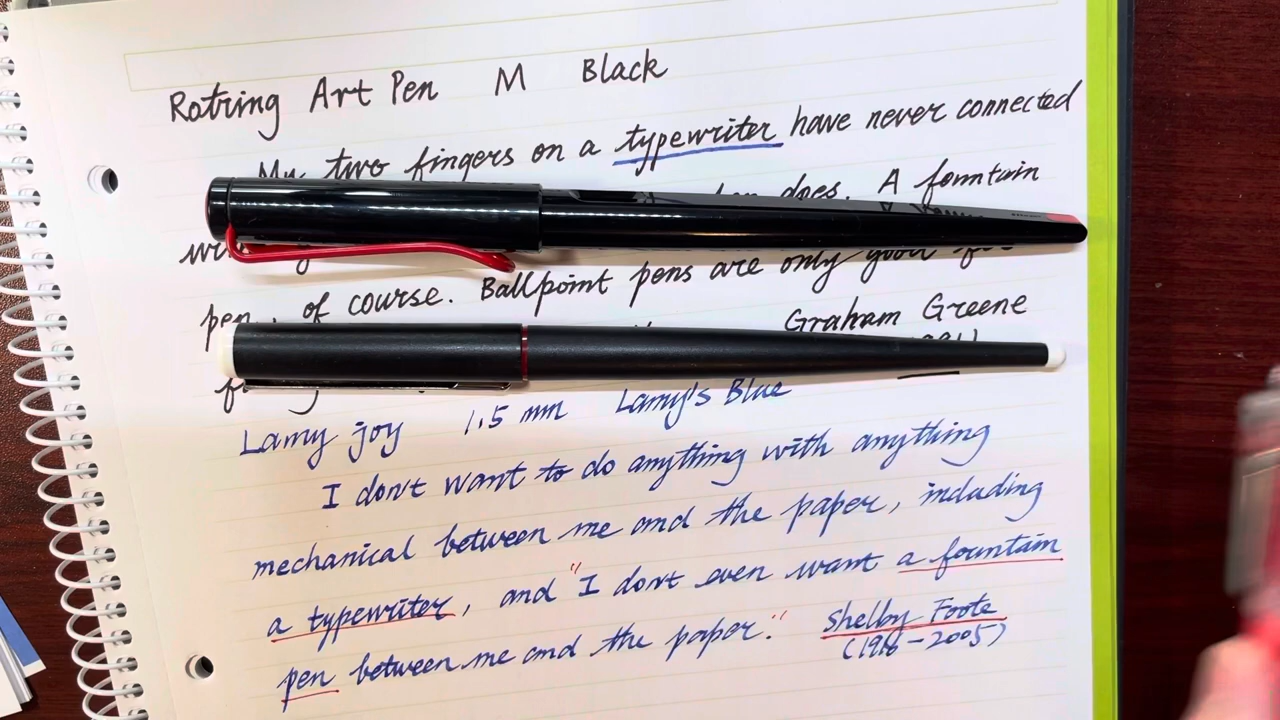 Rotring Art Pen M Black
My two fingers on a typewriter have never connected
does. A fountain
pen, of course. Ballpoint pens are only good for
Graham Greene
Lamy joy 1.5 mm Lamy's Blue
I don't want to do anything with anything
mechanical between me and the paper, including
a typewriter, and "I don't even want a fountain
pen between me and the paper." Shelby Foote
(1916-2005)